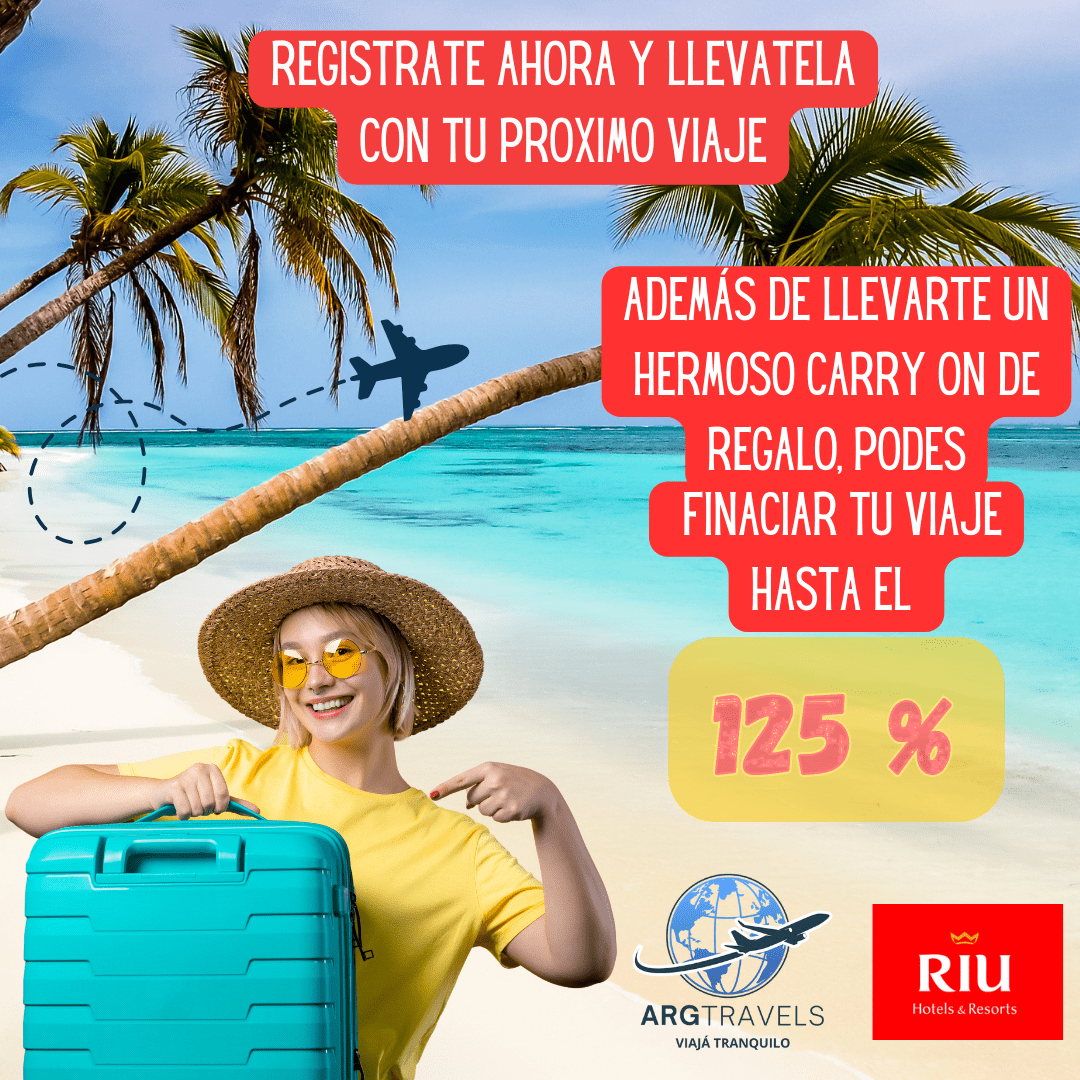 REGISTRATE AHORA Y LLEVATELA
CON TU PROXIMO VIAJE
ADEMÁS DE LLEVARTE UN
HERMOSO CARRY ON DE
REGALO, PODES
FINACIAR TU VIAJE
HASTA EL
125 %
ARGTRAVELS
VIAJÁ TRANQUILO
RIU
Hotels & Resorts